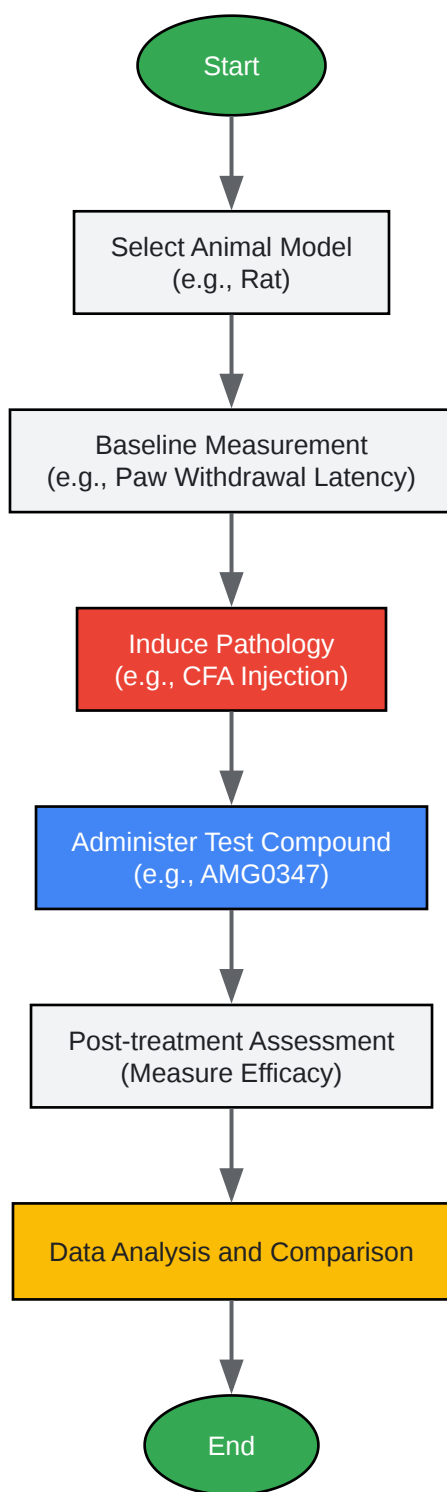 Start
Select Animal Model
(e.g., Rat)
Baseline Measurement
(e.g., Paw Withdrawal Latency)
Induce Pathology
(e.g., CFA Injection)
Administer Test Compound
(e.g., AMG0347)
Post-treatment Assessment
(Measure Efficacy)
Data Analysis and Comparison
End